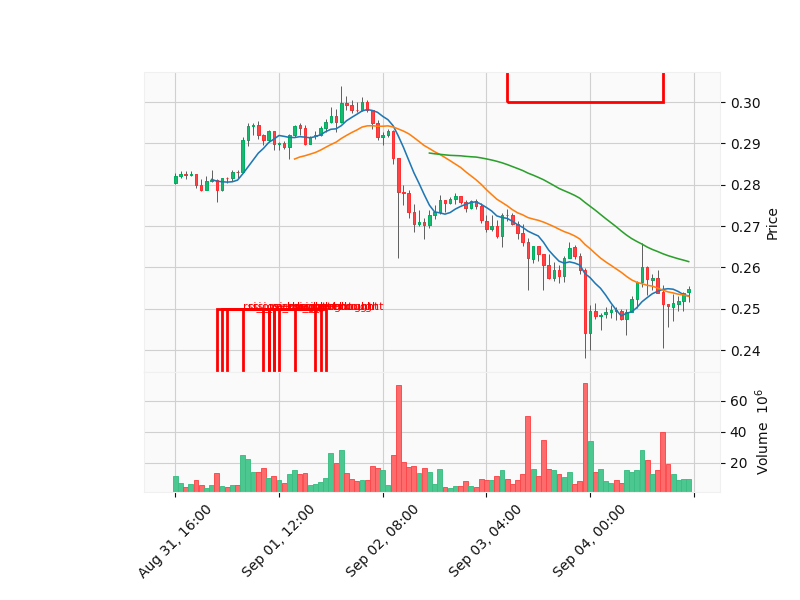 0.30
0.29
0.28
0.27
0.26
0.25
0.24
Price
60
40
20
Volume 10^6
Aug 31, 16:00
Sep 01, 12:00
Sep 02, 08:00
Sep 03, 04:00
Sep 04, 00:00